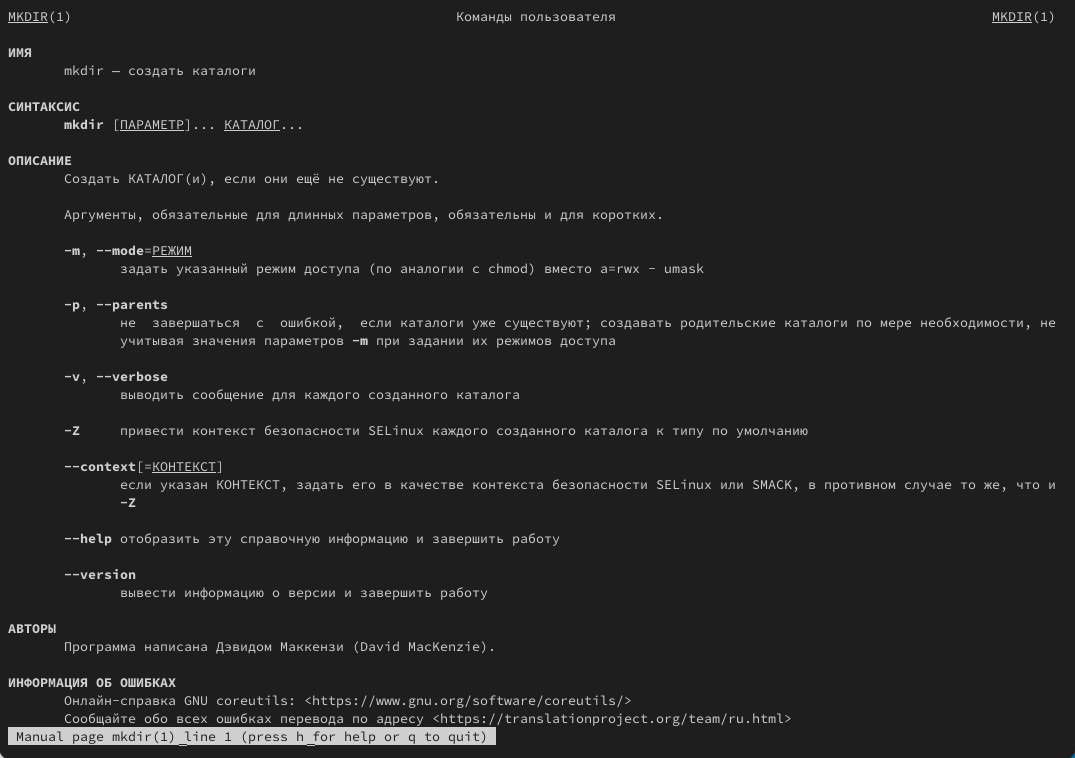 MKDIR(1) Команды пользователя MKDIR(1)
ИМЯ
mkdir — создать каталоги
СИНТАКСИС
mkdir [ПАРАМЕТР]... КАТАЛОГ...
ОПИСАНИЕ
Создать КАТАЛОГ(и), если они ещё не существуют.
Аргументы, обязательные для длинных параметров, обязательны и для коротких.
-m, --mode=РЕЖИМ
задать указанный режим доступа (по аналогии с chmod) вместо a=rwx - umask
-p, --parents
не завершаться с ошибкой, если каталоги уже существуют; создавать родительские каталоги по мере необходимости, не
учитывая значения параметров -m при задании их режимов доступа
-v, --verbose
выводить сообщение для каждого созданного каталога
-Z привести контекст безопасности SELinux каждого созданного каталога к типу по умолчанию
--context[=КОНТЕКСТ]
если указан КОНТЕКСТ, задать его в качестве контекста безопасности SELinux или SMACK, в противном случае то же, что и
-Z
--help отобразить эту справочную информацию и завершить работу
--version
вывести информацию о версии и завершить работу
АВТОРЫ
Программа написана Дэвидом Маккензи (David MacKenzie).
ИНФОРМАЦИЯ ОБ ОШИБКАХ
Онлайн-справка GNU coreutils: <https://www.gnu.org/software/coreutils/>
Сообщайте обо всех ошибках перевода по адресу <https://translationproject.org/team/ru.html>
Manual page mkdir(1) line 1 (press h for help or q to quit)